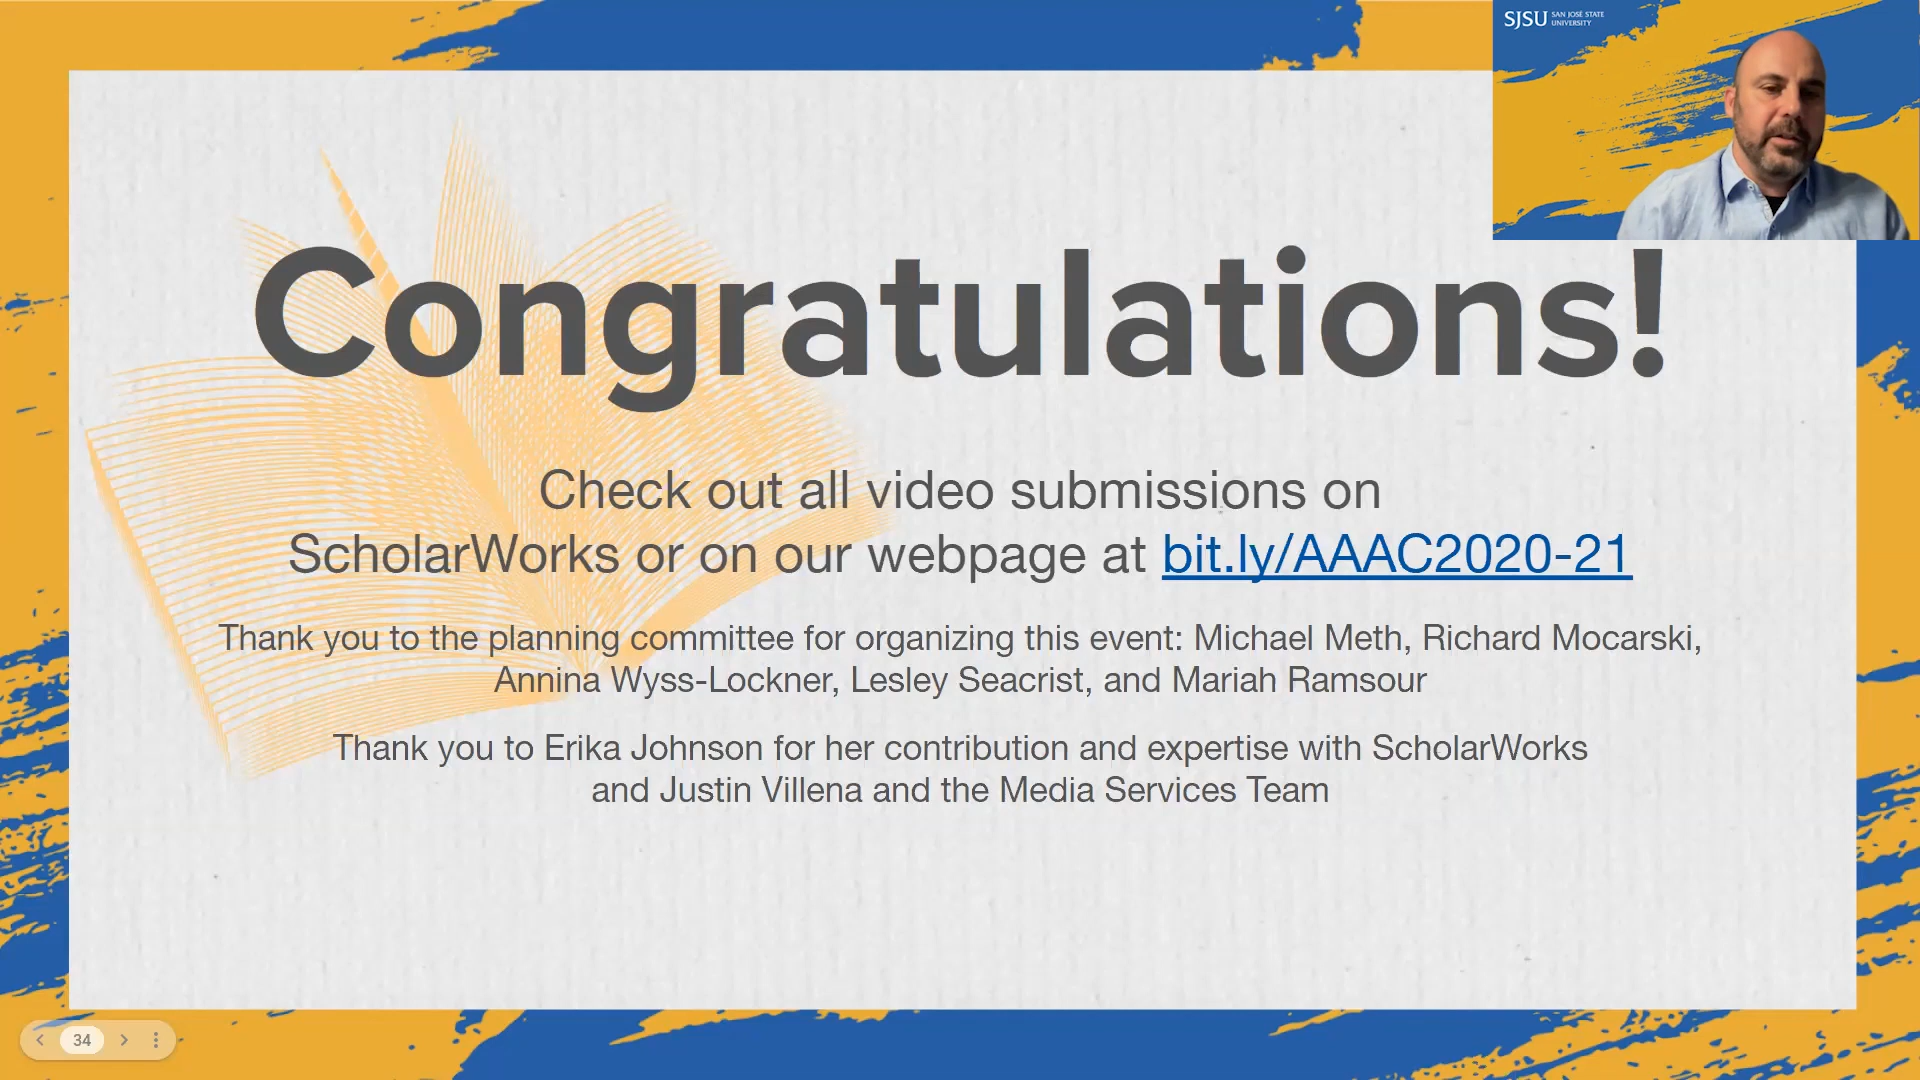 SJSU SAN JOSÉ STATE
UNIVERSITY
Congratulations!
Check out all video submissions on
ScholarWorks or on our webpage at bit.ly/AAAC2020-21
Thank you to the planning committee for organizing this event: Michael Meth, Richard Mocarski,
Annina Wyss-Lockner, Lesley Seacrist, and Mariah Ramsour
Thank you to Erika Johnson for her contribution and expertise with ScholarWorks
and Justin Villena and the Media Services Team
34